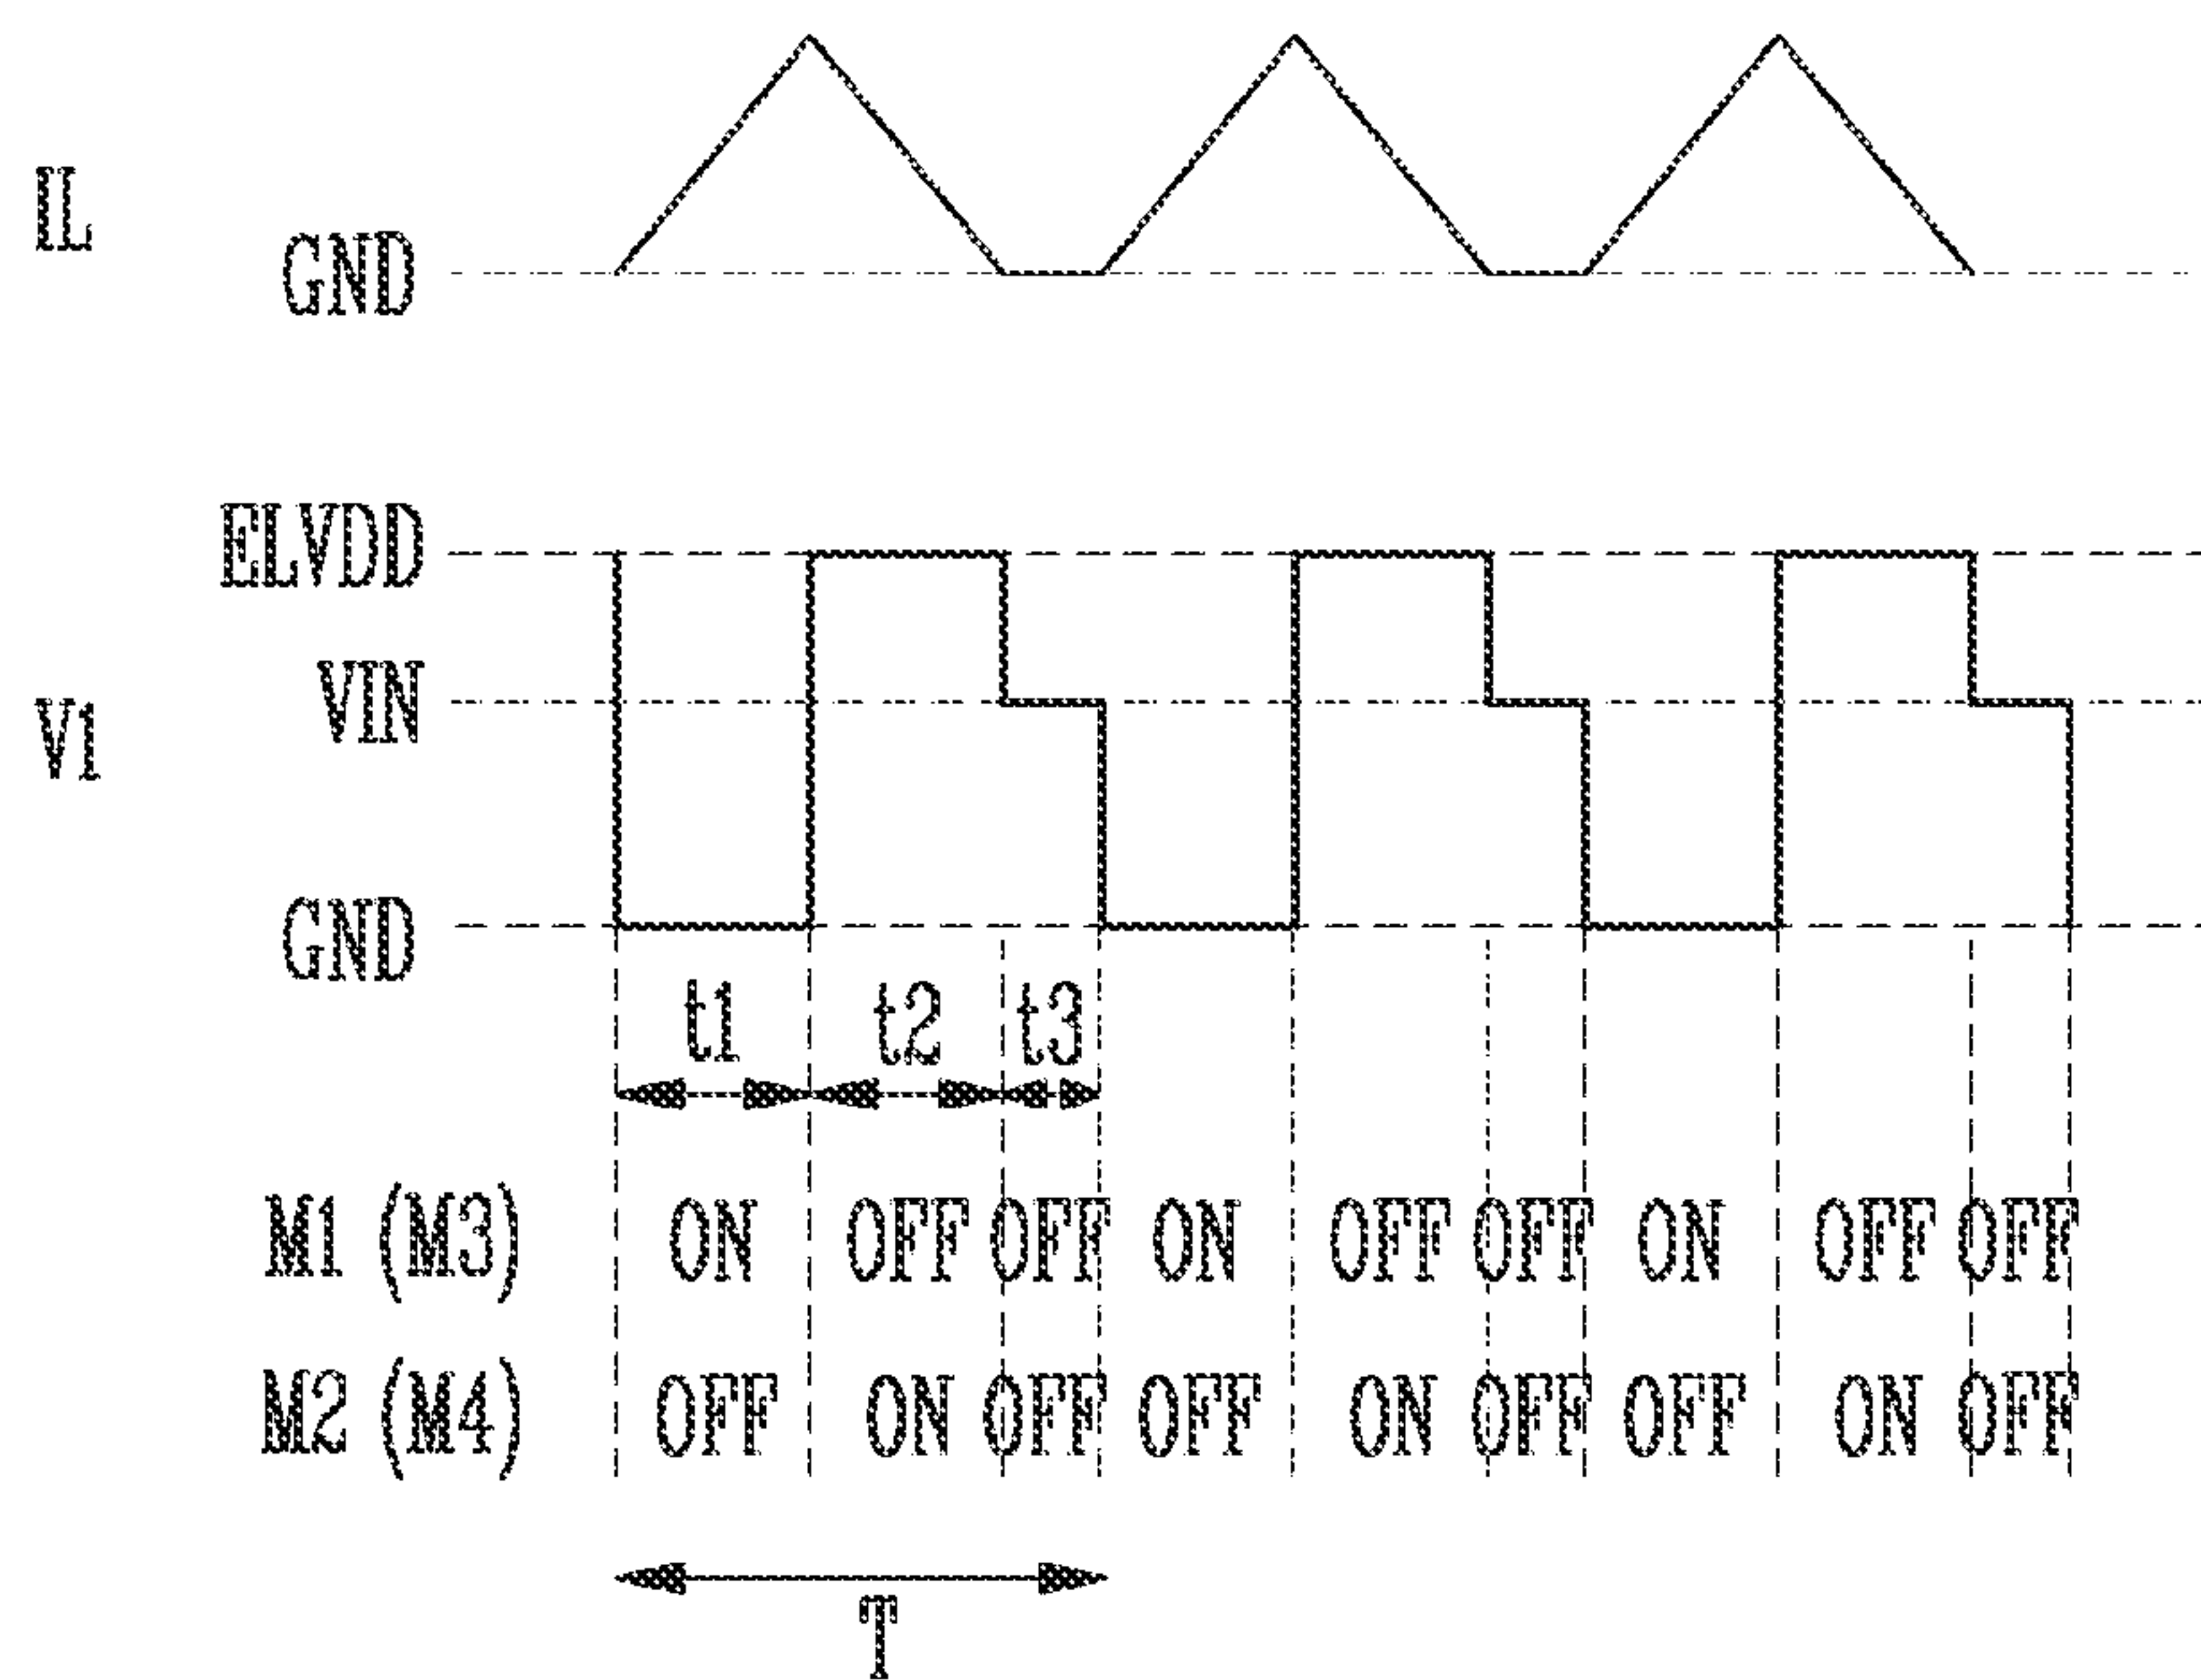 IL
GND
ELVDD
VIN
V1
GND
t1 t2 t3
M1 (M3) ON OFF OFF ON OFF OFF ON OFF OFF
M2 (M4) OFF ON OFF OFF ON OFF OFF ON OFF
T